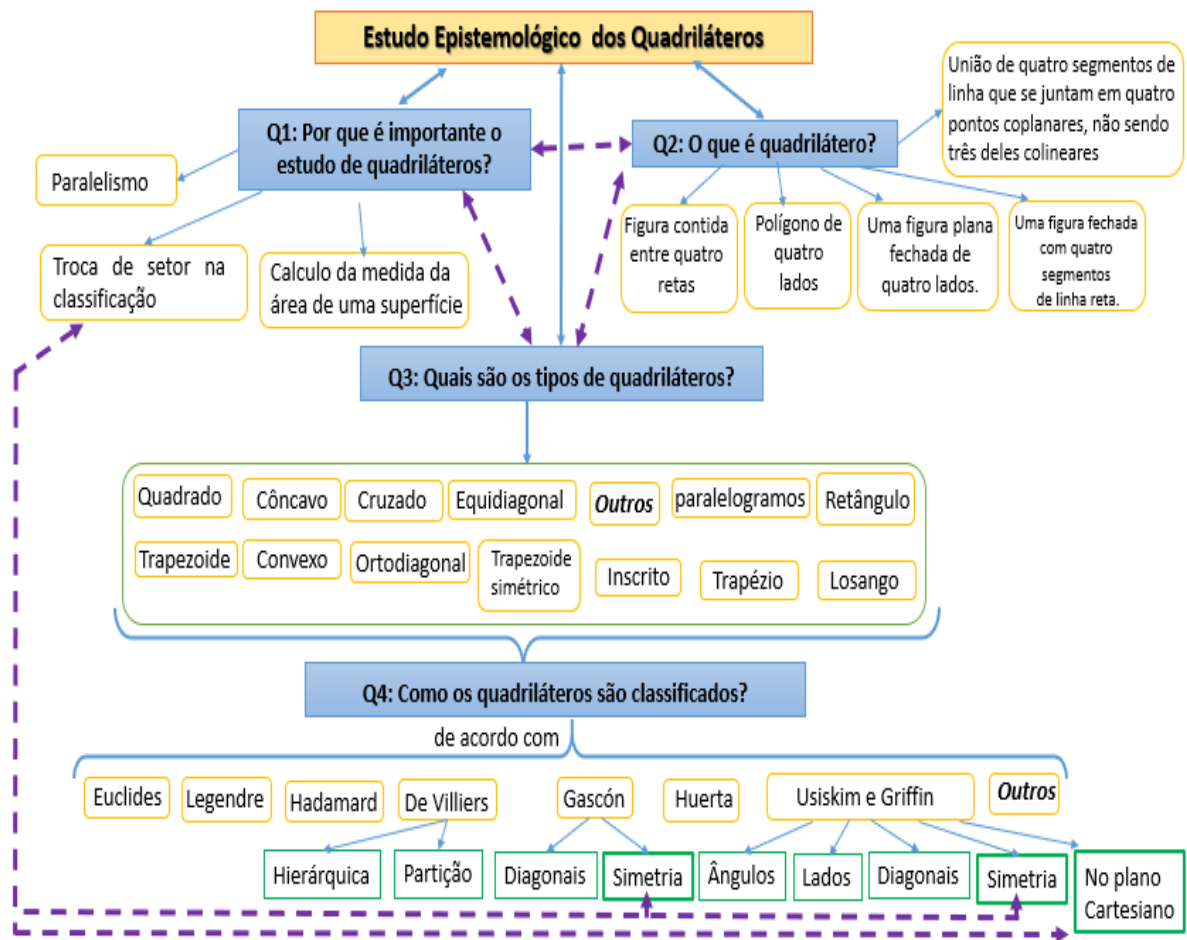 Estudo Epistemológico dos Quadriláteros
Q1: Por que é importante o
estudo de quadriláteros?
Q2: O que é quadrilátero?
União de quatro segmentos de
linha que se juntam em quatro
pontos coplanares, não sendo
três deles colineares
Paralelismo
Troca de setor na
classificação
Calculo da medida da
área de uma superfície
Figura contida
entre quatro
retas
Polígono de
quatro
lados
Uma figura plana
fechada de
quatro lados.
Uma figura fechada
com quatro
segmentos
de linha reta.
Q3: Quais são os tipos de quadriláteros?
Quadrado
Côncavo
Cruzado
Equidiagonal
Outros
paralelogramos
Retângulo
Trapezoide
Convexo
Ortodiagonal
Trapezoide
simétrico
Inscrito
Trapézio
Losango
Q4: Como os quadriláteros são classificados?
de acordo com
Euclides
Legendre
Hadamard
De Villiers
Gascón
Huerta
Usiskim e Griffin
Outros
Hierárquica
Partição
Diagonais
Simetria
Ângulos
Lados
Diagonais
Simetria
No plano
Cartesiano